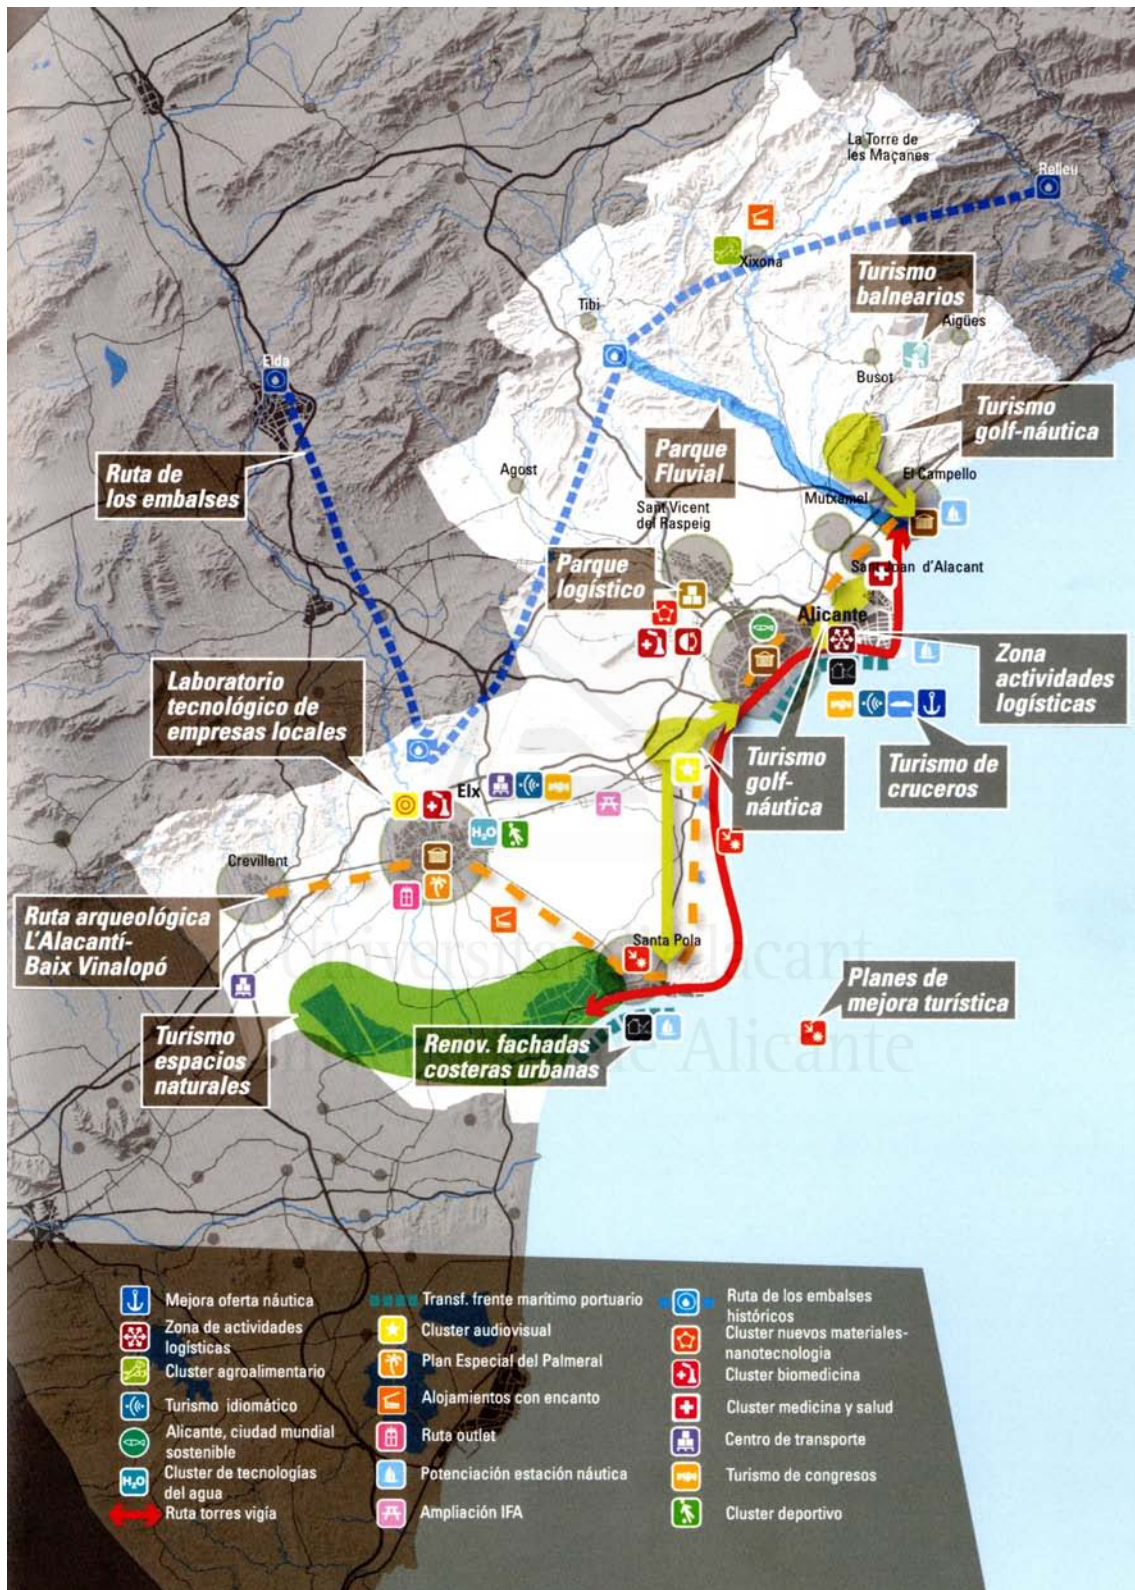 La Torre de
les Maçanes
Relleu
Xixona
Turismo
balnearios
Tibi
Aigües
Elda
Busot
Turismo
golf-náutica
Parque
Fluvial
Ruta de
los embalses
Agost
El Campello
Mutxamel
Sant Vicent
del Raspeig
Parque
logístico
Sant Joan d'Alacant
Alicante
Zona
actividades
logísticas
Laboratorio
tecnológico de
empresas locales
Turismo
golf-
náutica
Turismo de
cruceros
Elx
H₂O
Crevillent
Ruta arqueológica
L'Alacantí-
Baix Vinalopó
Santa Pola
Planes de
mejora turística
Turismo
espacios
naturales
Renov. fachadas
costeras urbanas
Universitat d'Alacant
Universidad de Alicante
Mejora oferta náutica
Zona de actividades
logísticas
Cluster agroalimentario
Turismo idiomático
Alicante, ciudad mundial
sostenible
H₂O
Cluster de tecnologías
del agua
Ruta torres vigía
Transf. frente marítimo portuario
Cluster audiovisual
Plan Especial del Palmeral
Alojamientos con encanto
Ruta outlet
Potenciación estación náutica
Ampliación IFA
Ruta de los embalses
históricos
Cluster nuevos materiales-
nanotecnologia
Cluster biomedicina
Cluster medicina y salud
Centro de transporte
Turismo de congresos
Cluster deportivo